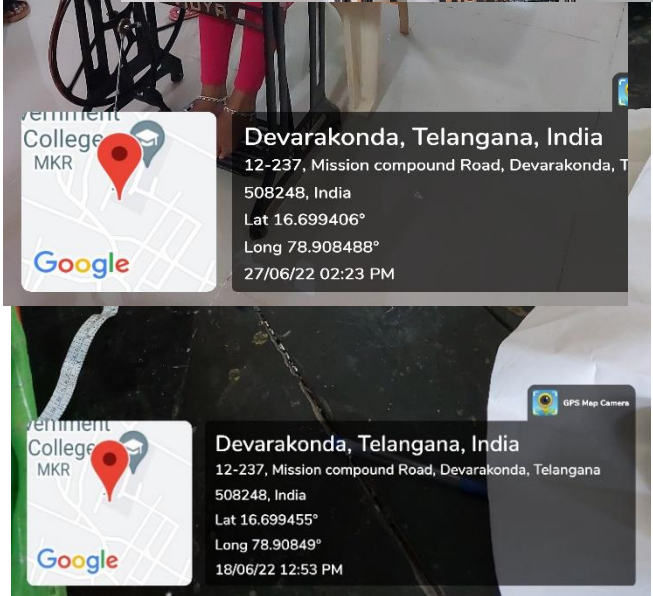 College
MKR
Google
Devarakonda, Telangana, India
12-237, Mission compound Road, Devarakonda, T
508248, India
Lat 16.699406°
Long 78.908488°
27/06/22 02:23 PM
GPS Map Camera
College
MKR
Google
Devarakonda, Telangana, India
12-237, Mission compound Road, Devarakonda, Telangana
508248, India
Lat 16.699455°
Long 78.90849°
18/06/22 12:53 PM